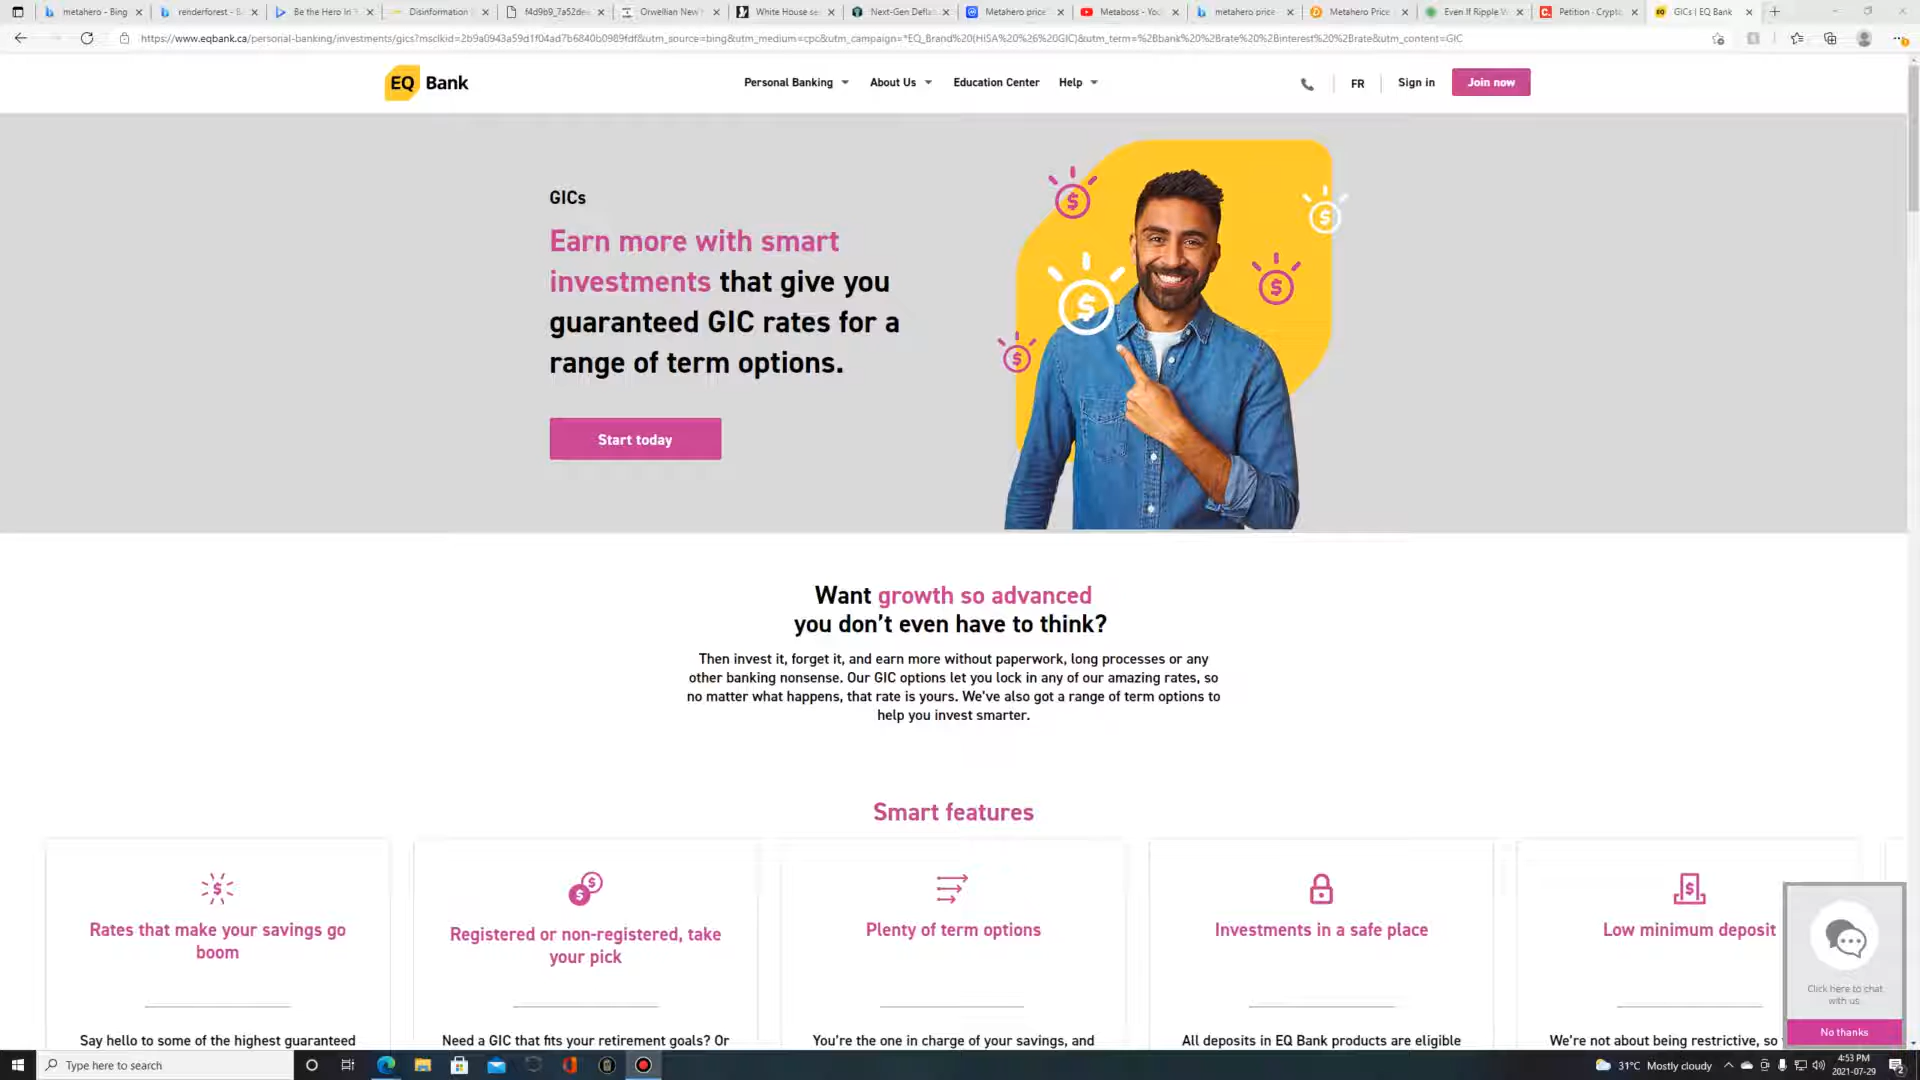 metahero - Bing
renderforest - B
Be the Hero In
Disinformation
f4d9b9_7a52de
Orwellian New
White House se
Next-Gen Defla
Metahero price
Metaboss - You
metahero price
Metahero Price
Even If Ripple
Petition · Crypto
GICs | EQ Bank
https://www.eqbank.ca/personal-banking/investments/gics?msclkid=2b9a0943a59d1f04ad7b6840b0989fdf&utm_source=bing&utm_medium=cpc&utm_campaign=*EQ_Brand%20(HISA%20%26%20GIC)&utm_term=%2Bbank%20%2Brate%20%2Binterest%20%2Brate&utm_content=GIC
EQ Bank
Personal Banking
About Us
Education Center
Help
FR
Sign in
Join now
GICs
Earn more with smart
investments that give you
guaranteed GIC rates for a
range of term options.
Start today
Want growth so advanced
you don't even have to think?
Then invest it, forget it, and earn more without paperwork, long processes or any
other banking nonsense. Our GIC options let you lock in any of our amazing rates, so
no matter what happens, that rate is yours. We've also got a range of term options to
help you invest smarter.
Smart features
Rates that make your savings go
boom
Say hello to some of the highest guaranteed
Registered or non-registered, take
your pick
Need a GIC that fits your retirement goals? Or
Plenty of term options
You're the one in charge of your savings, and
Investments in a safe place
All deposits in EQ Bank products are eligible
Low minimum deposit
We're not about being restrictive, so
Click here to chat
with us
No thanks
Type here to search
31°C Mostly cloudy
4:53 PM
2021-07-29
2